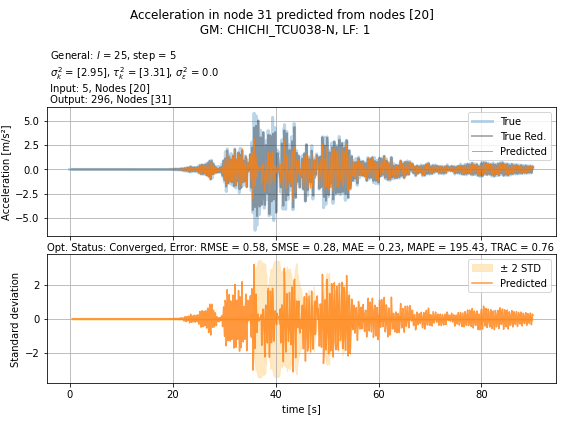 Acceleration in node 31 predicted from nodes [20]
GM: CHICHI_TCU038-N, LF: 1
General: l = 25, step = 5
σ²ₖ = [2.95], τ²ₖ = [3.31], σ²ε = 0.0
Input: 5, Nodes [20]
Output: 296, Nodes [31]
Acceleration [m/s²]
5.0
2.5
0.0
−2.5
−5.0
True
True Red.
Predicted
Opt. Status: Converged, Error: RMSE = 0.58, SMSE = 0.28, MAE = 0.23, MAPE = 195.43, TRAC = 0.76
Standard deviation
2
0
−2
± 2 STD
Predicted
0 20 40 60 80
time [s]